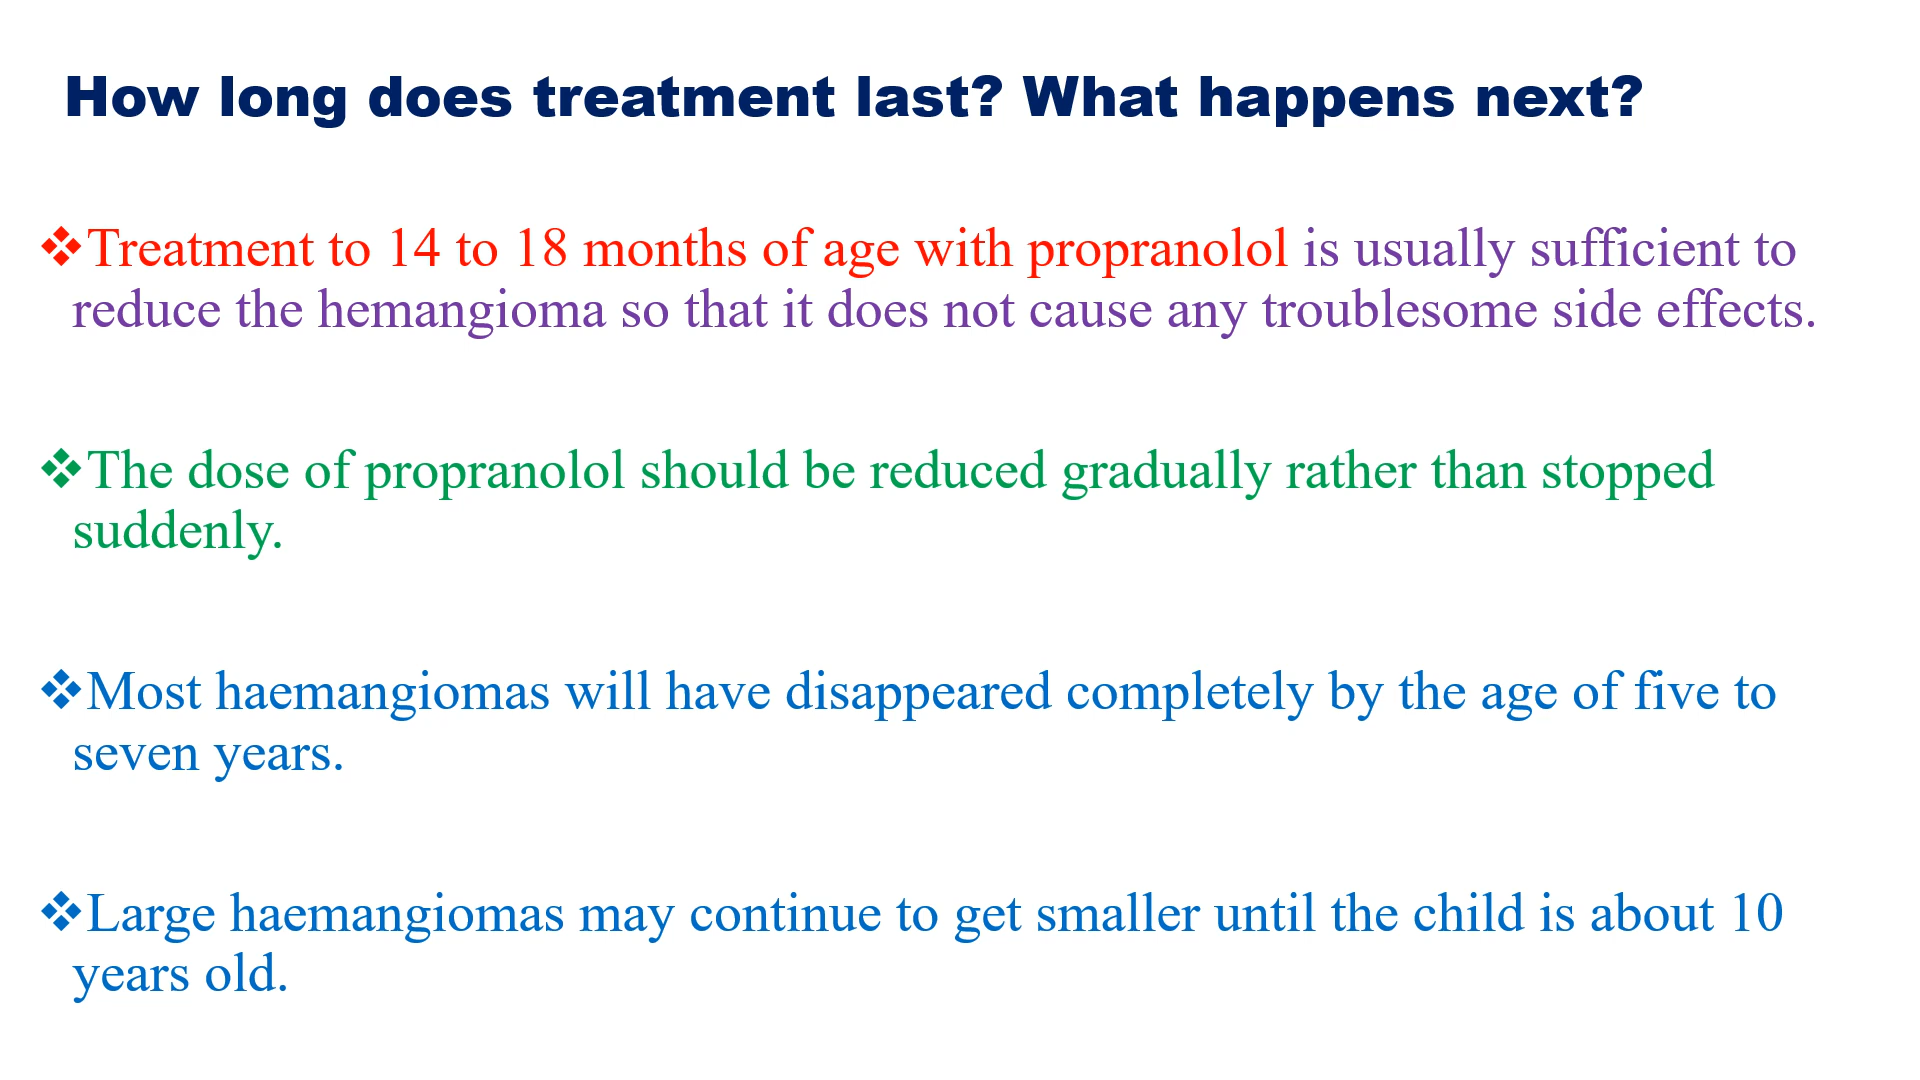 How long does treatment last? What happens next?
❖Treatment to 14 to 18 months of age with propranolol is usually sufficient to
reduce the hemangioma so that it does not cause any troublesome side effects.
❖The dose of propranolol should be reduced gradually rather than stopped
suddenly.
❖Most haemangiomas will have disappeared completely by the age of five to
seven years.
❖Large haemangiomas may continue to get smaller until the child is about 10
years old.